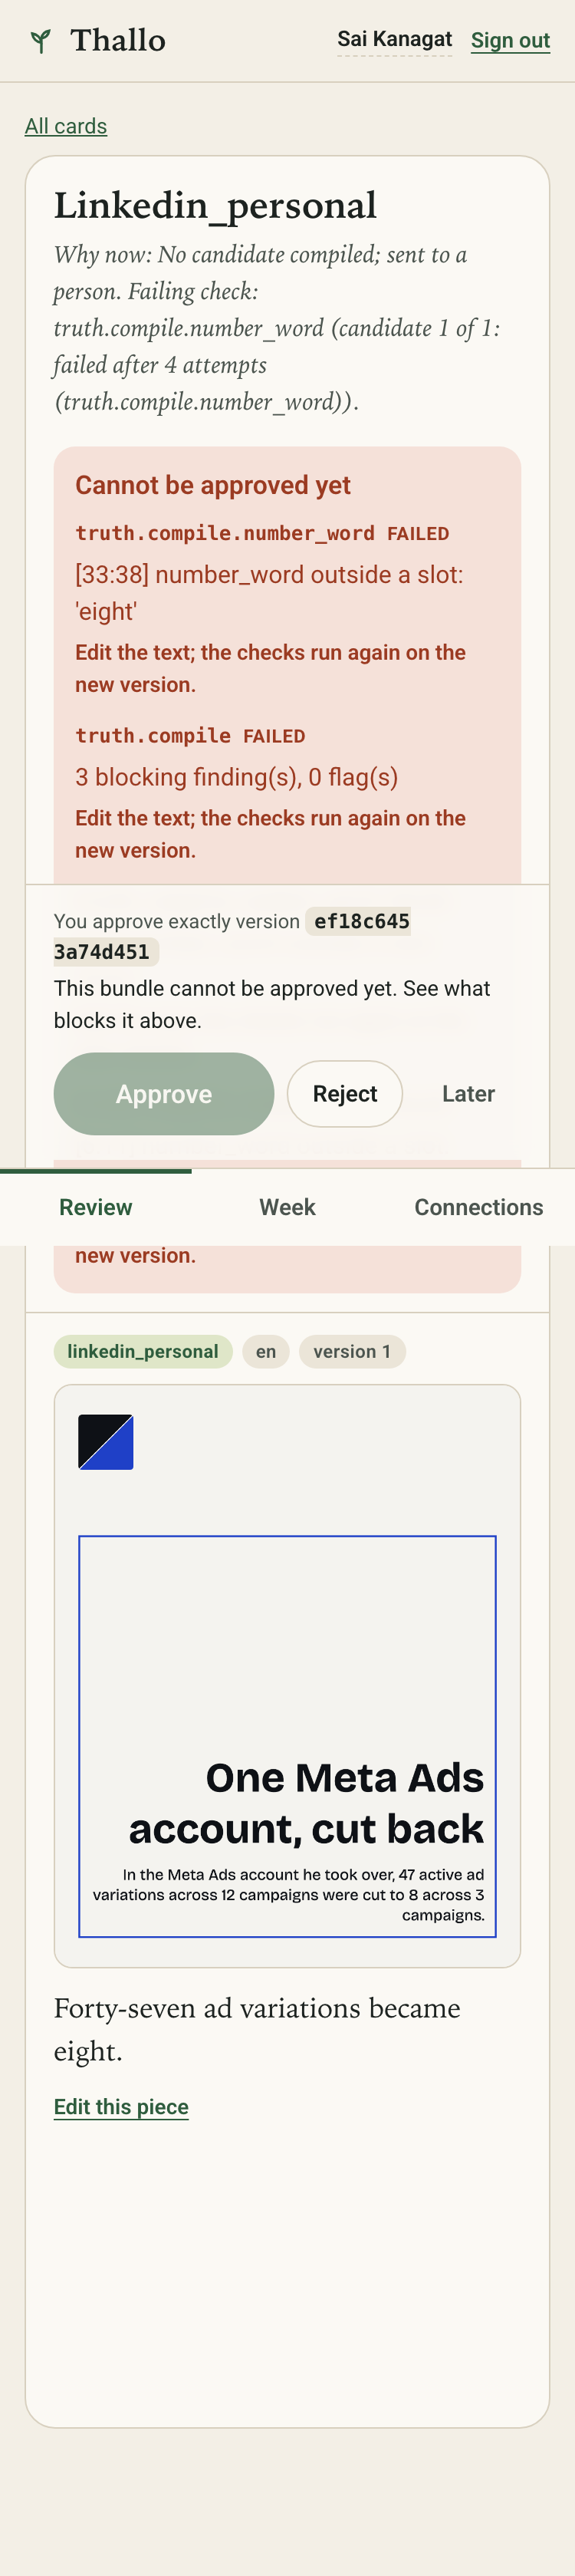 Thallo
Sai Kanagat
Sign out
All cards
Linkedin_personal
Why now: No candidate compiled; sent to a
person. Failing check:
truth.compile.number_word (candidate 1 of 1:
failed after 4 attempts
(truth.compile.number_word)).
Cannot be approved yet
truth.compile.number_word FAILED
[33:38] number_word outside a slot:
'eight'
Edit the text; the checks run again on the
new version.
truth.compile FAILED
3 blocking finding(s), 0 flag(s)
Edit the text; the checks run again on the
new version.
You approve exactly version ef18c645
3a74d451
This bundle cannot be approved yet. See what
blocks it above.
Approve
Reject
Later
Review
Week
Connections
new version.
linkedin_personal
en
version 1
One Meta Ads
account, cut back
In the Meta Ads account he took over, 47 active ad
variations across 12 campaigns were cut to 8 across 3
campaigns.
Forty-seven ad variations became
eight.
Edit this piece